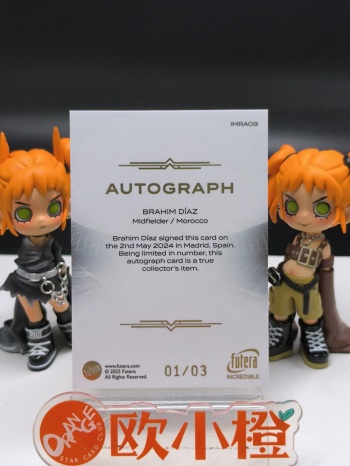 IMRA09
AUTOGRAPH
BRAHIM DÍAZ
Midfielder / Morocco
Brahim Díaz signed this card on
the 2nd May 2024 in Madrid, Spain.
Being limited in number, this
autograph card is a true
collector's item.
futera
www.futera.com
© 2025 Futera
All Rights Reserved.
01/03
futera
INCREDIBLE
ORANGE
STAR CARD CLUB
欧小橙